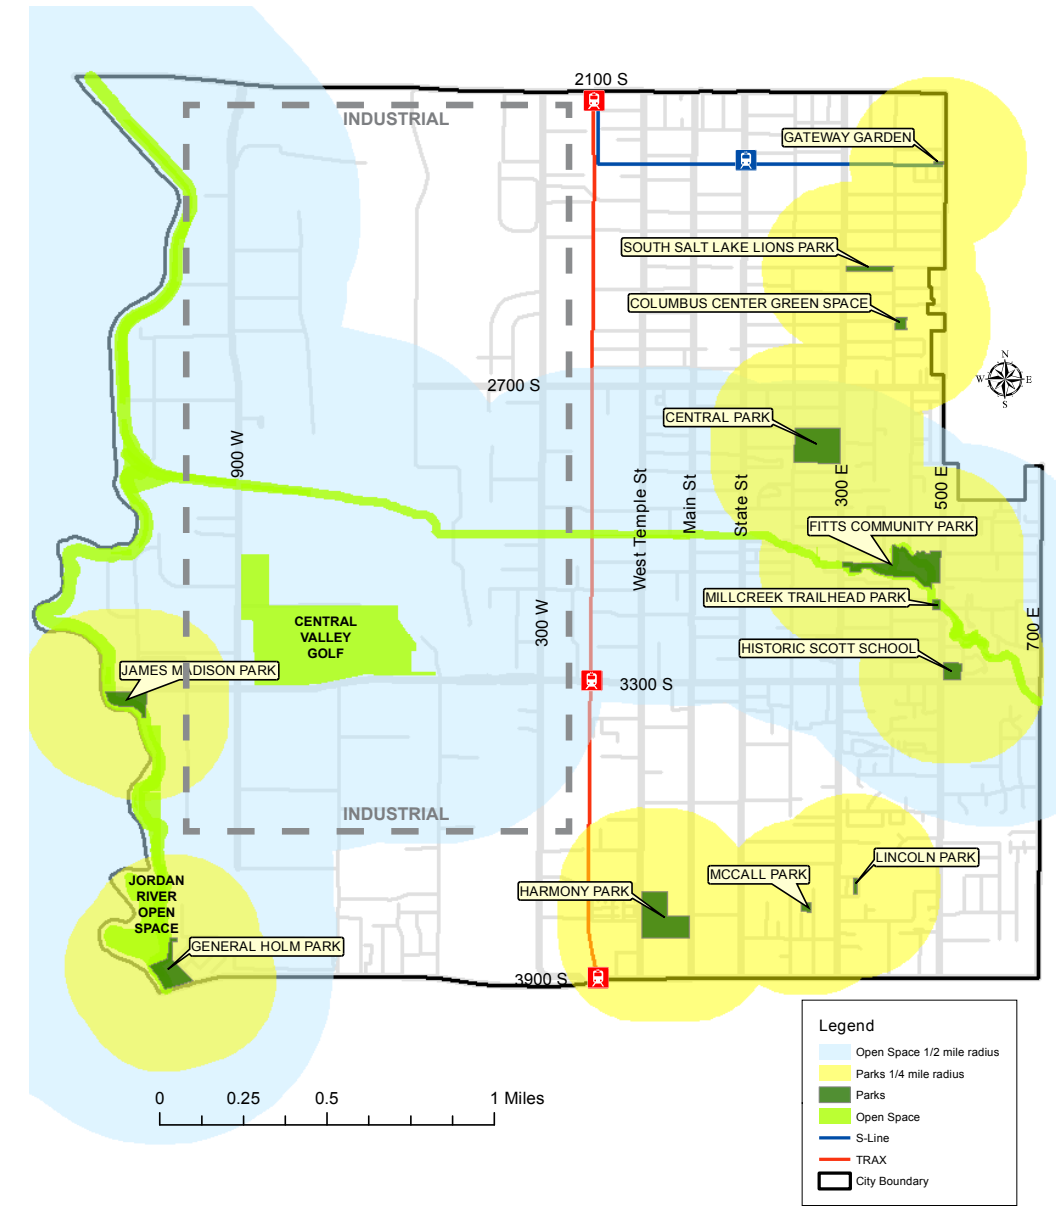 2100 S
INDUSTRIAL
GATEWAY GARDEN
SOUTH SALT LAKE LIONS PARK
COLUMBUS CENTER GREEN SPACE
N
W
E
S
2700 S
CENTRAL PARK
900 W
West Temple St
Main St
State St
300 E
500 E
FITTS COMMUNITY PARK
MILLCREEK TRAILHEAD PARK
300 W
700 E
CENTRAL
VALLEY
GOLF
HISTORIC SCOTT SCHOOL
JAMES MADISON PARK
3300 S
INDUSTRIAL
JORDAN
RIVER
OPEN
SPACE
LINCOLN PARK
MCCALL PARK
HARMONY PARK
GENERAL HOLM PARK
3900 S
0
0.25
0.5
1 Miles
Legend
Open Space 1/2 mile radius
Parks 1/4 mile radius
Parks
Open Space
S-Line
TRAX
City Boundary